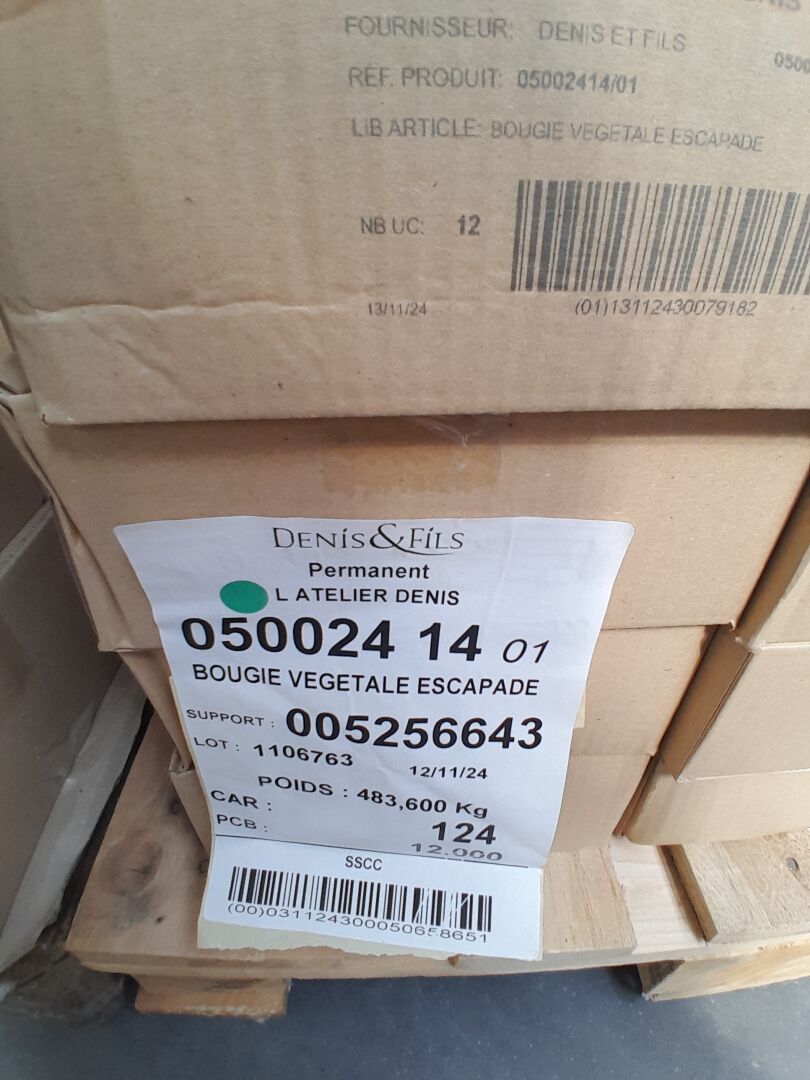 FOURNISSEUR: DENIS ET FILS
REF. PRODUIT: 05002414/01
LIB ARTICLE: BOUGIE VEGETALE ESCAPADE
NB UC: 12
13/11/24
(01)13112430079182
DENIS & FILS
Permanent
L ATELIER DENIS
050024 14 01
BOUGIE VEGETALE ESCAPADE
SUPPORT : 005256643
LOT : 1106763 12/11/24
POIDS : 483,600 Kg
CAR : 124
PCB : 12.000
SSCC
(00)031124300050658651